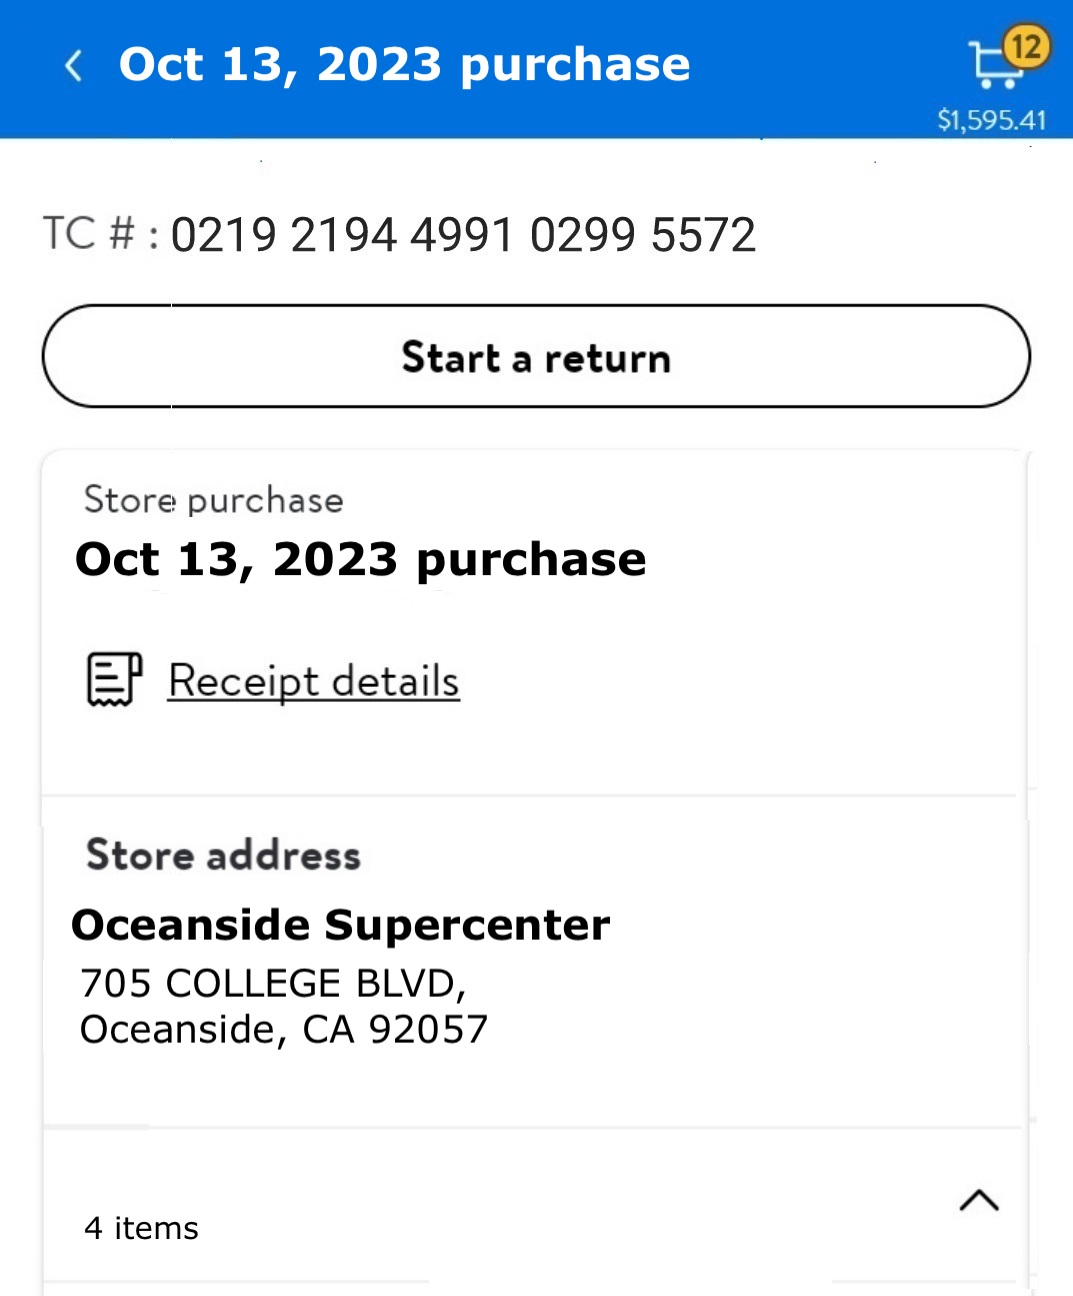 Oct 13, 2023 purchase
12
$1,595.41
TC # : 0219 2194 4991 0299 5572
Start a return
Store purchase
Oct 13, 2023 purchase
Receipt details
Store address
Oceanside Supercenter
705 COLLEGE BLVD,
Oceanside, CA 92057
4 items